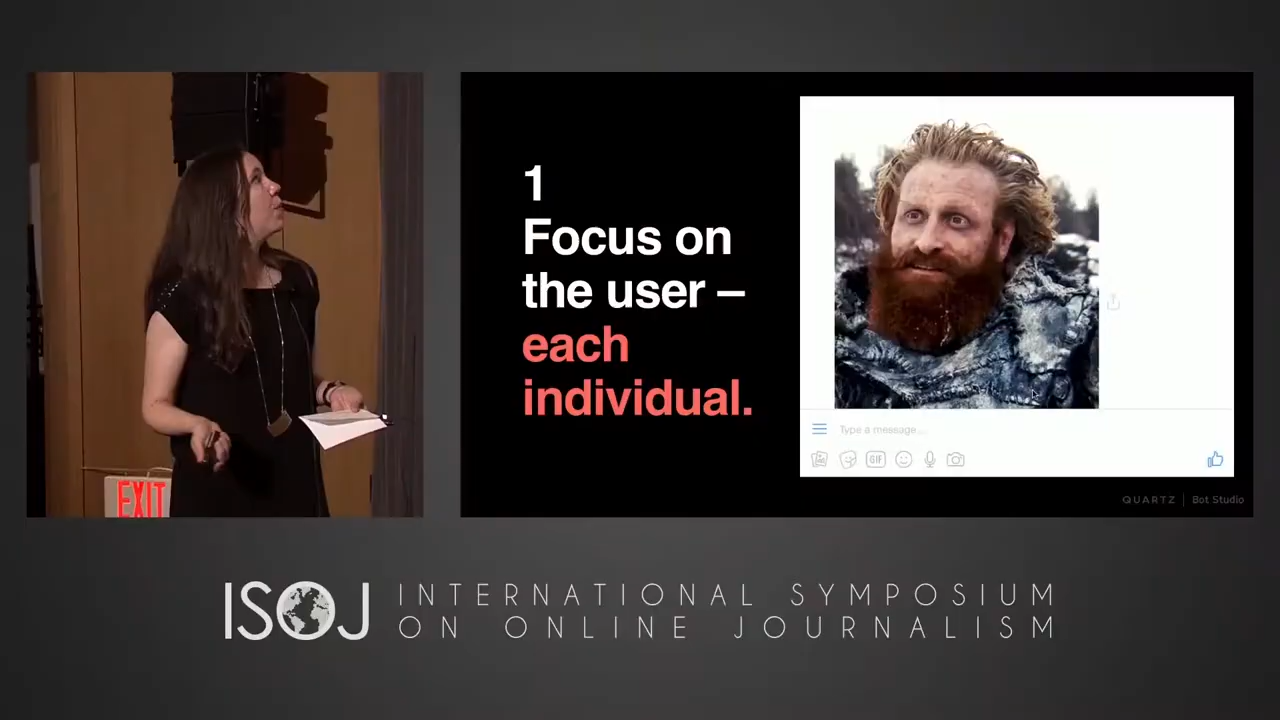 1
Focus on
the user –
each
individual.
Type a message...
GIF
QUARTZ | Bot Studio
EXIT
ISOJ INTERNATIONAL SYMPOSIUM
ON ONLINE JOURNALISM